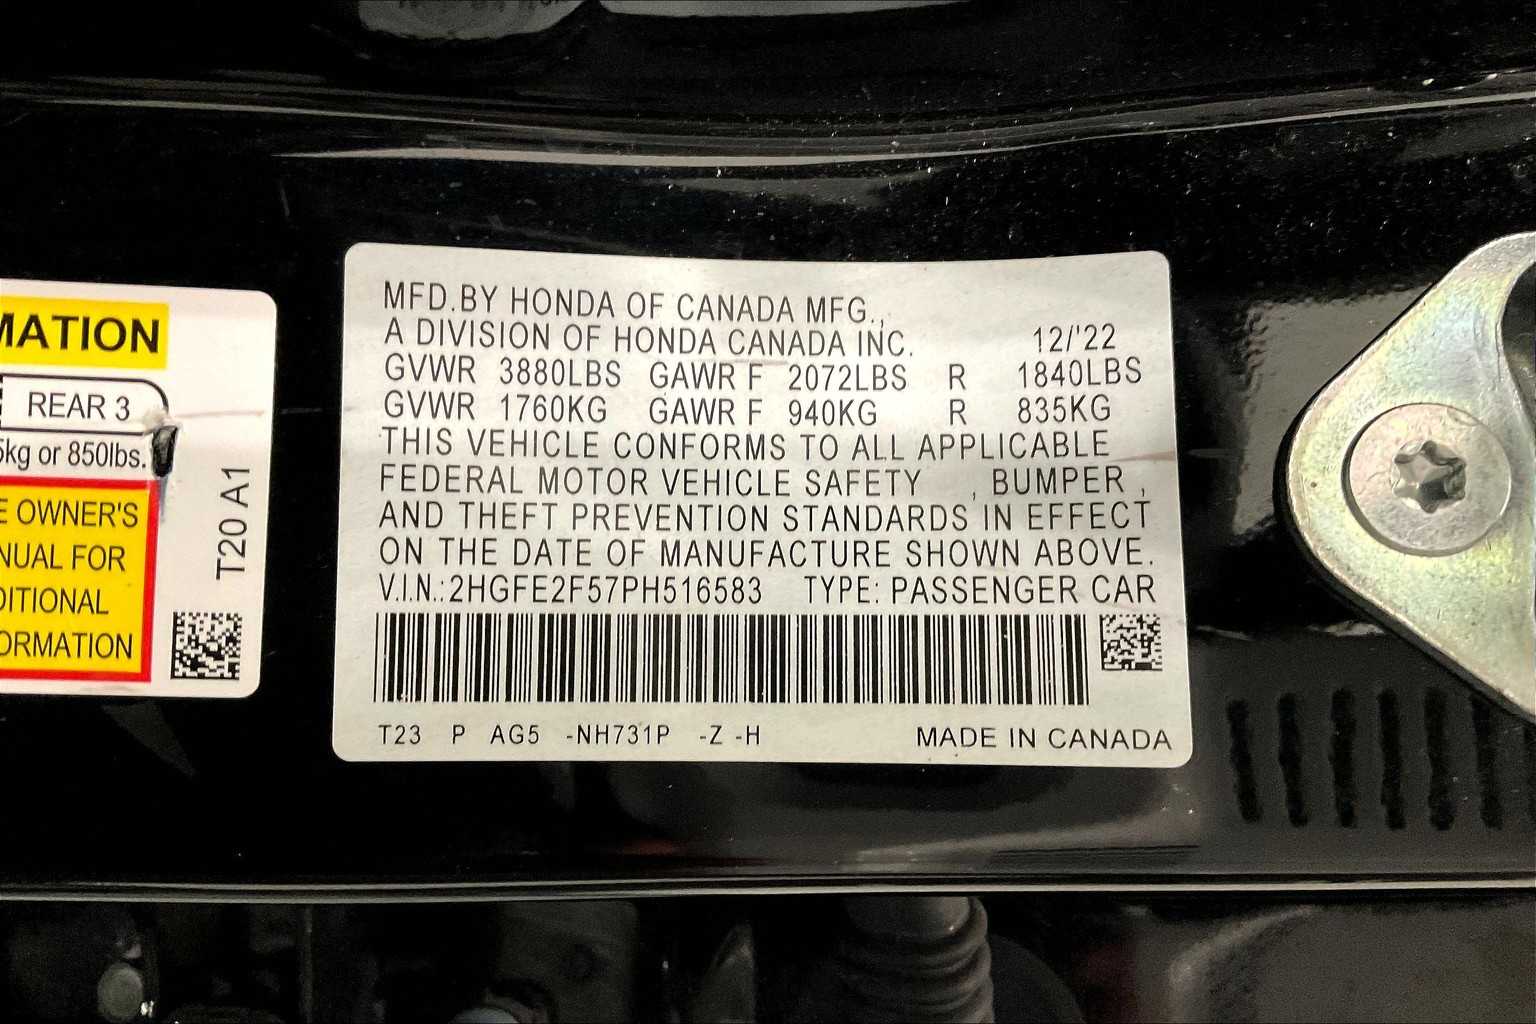 MATION
REAR 3
kg or 850lbs.
E OWNER'S
NUAL FOR
DITIONAL
ORMATION
T20 A1
MFD.BY HONDA OF CANADA MFG.,
A DIVISION OF HONDA CANADA INC. 12/'22
GVWR 3880LBS GAWR F 2072LBS R 1840LBS
GVWR 1760KG GAWR F 940KG R 835KG
THIS VEHICLE CONFORMS TO ALL APPLICABLE
FEDERAL MOTOR VEHICLE SAFETY , BUMPER ,
AND THEFT PREVENTION STANDARDS IN EFFECT
ON THE DATE OF MANUFACTURE SHOWN ABOVE.
V.I.N.:2HGFE2F57PH516583 TYPE: PASSENGER CAR
T23 P AG5 -NH731P -Z -H MADE IN CANADA